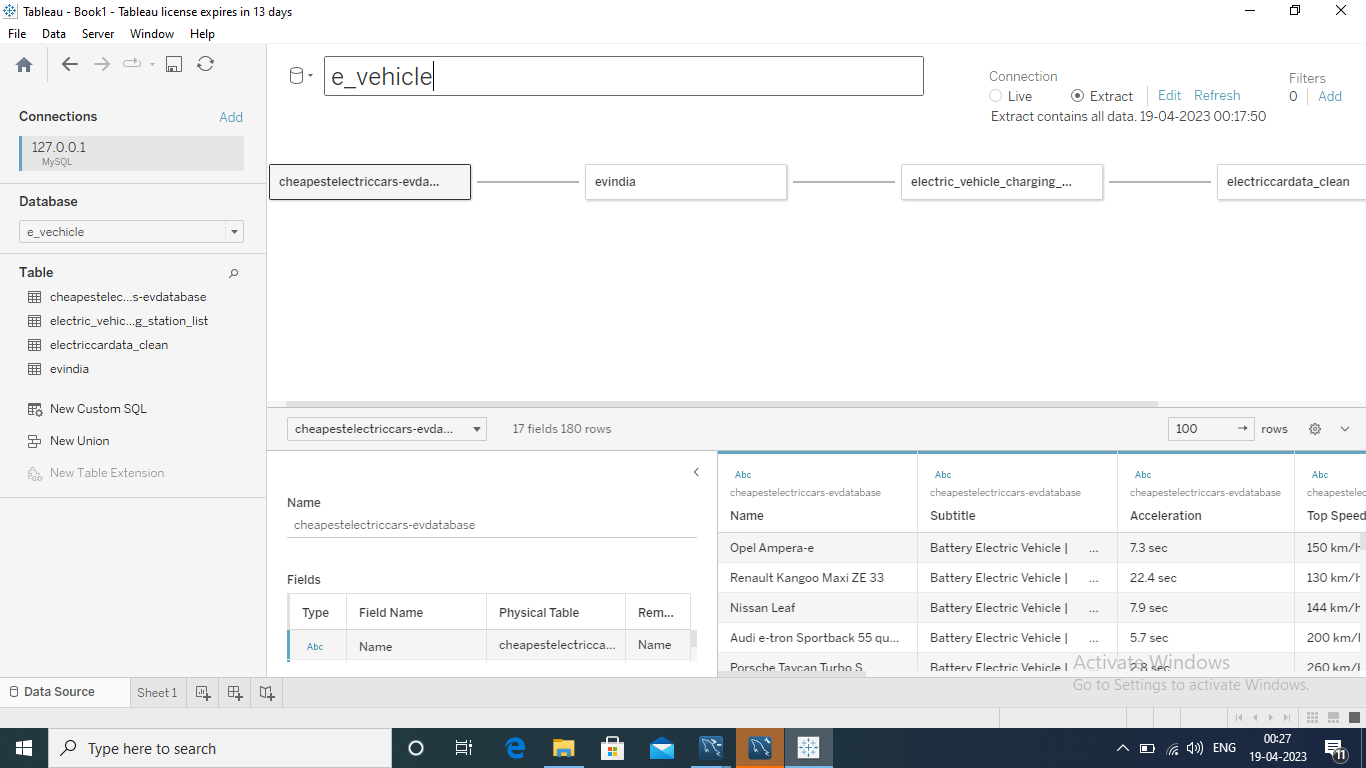 Tableau - Book1 - Tableau license expires in 13 days
File Data Server Window Help
Connections Add
127.0.0.1
MySQL
Database
e_vechicle
Table
cheapestelec...s-evdatabase
electric_vehic...g_station_list
electriccardata_clean
evindia
New Custom SQL
New Union
New Table Extension
e_vehicle
Connection
Live Extract Edit Refresh
Extract contains all data. 19-04-2023 00:17:50
Filters
0 Add
cheapestelectriccars-evda... evindia electric_vehicle_charging_... electriccardata_clean
cheapestelectriccars-evda... 17 fields 180 rows 100 rows
Name
cheapestelectriccars-evdatabase
Fields
Type Field Name Physical Table Rem...
Abc Name cheapestelectricca... Name
Abc Abc Abc Abc
cheapestelectriccars-evdatabase cheapestelectriccars-evdatabase cheapestelectriccars-evdatabase cheapestelec
Name Subtitle Acceleration Top Speed
Opel Ampera-e Battery Electric Vehicle | ... 7.3 sec 150 km/h
Renault Kangoo Maxi ZE 33 Battery Electric Vehicle | ... 22.4 sec 130 km/h
Nissan Leaf Battery Electric Vehicle | ... 7.9 sec 144 km/h
Audi e-tron Sportback 55 qu... Battery Electric Vehicle | ... 5.7 sec 200 km/h
Porsche Taycan Turbo S Battery Electric Vehicle | ... 2.8 sec 260 km/h
Activate Windows
Go to Settings to activate Windows.
Data Source Sheet 1
Type here to search
ENG
00:27
19-04-2023
11